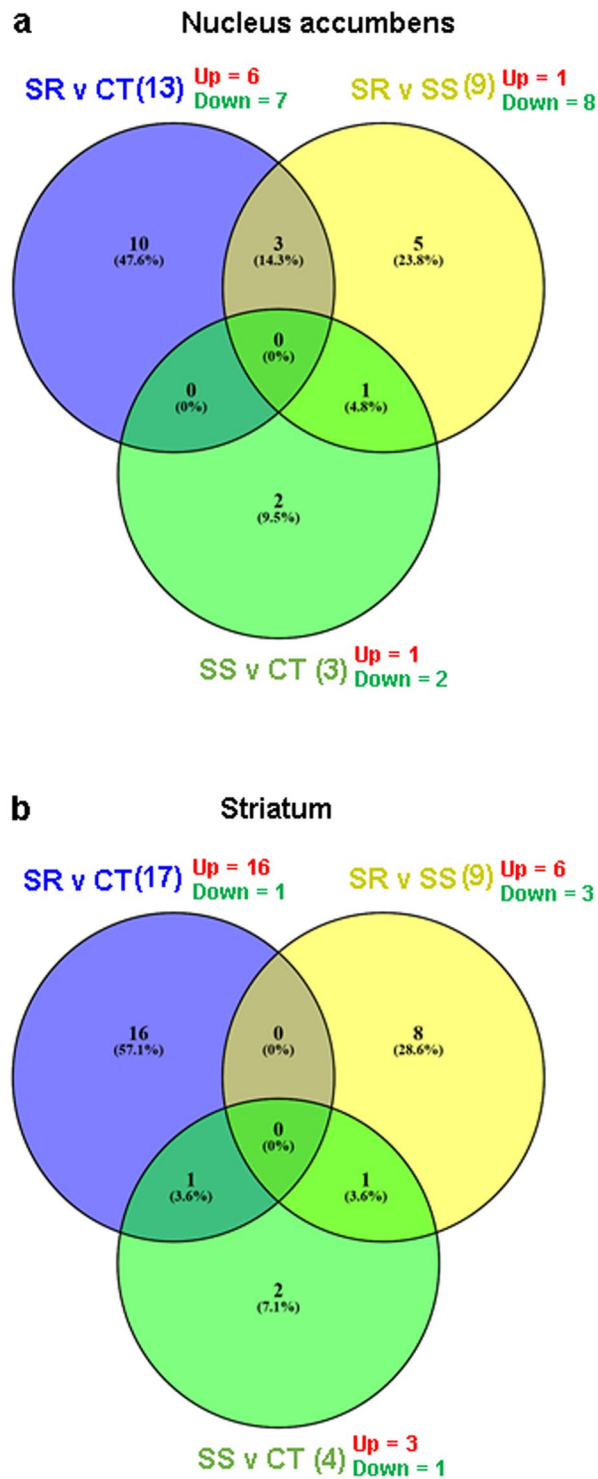 a Nucleus accumbens
SR v CT(13) Up = 6
Down = 7
SR v SS(9) Up = 1
Down = 8
10
(47.6%)
3
(14.3%)
5
(23.8%)
0
(0%)
0
(0%)
1
(4.8%)
2
(9.5%)
SS v CT (3) Up = 1
Down = 2
b Striatum
SR v CT(17) Up = 16
Down = 1
SR v SS(9) Up = 6
Down = 3
16
(57.1%)
0
(0%)
8
(28.6%)
0
(0%)
1
(3.6%)
1
(3.6%)
2
(7.1%)
SS v CT (4) Up = 3
Down = 1